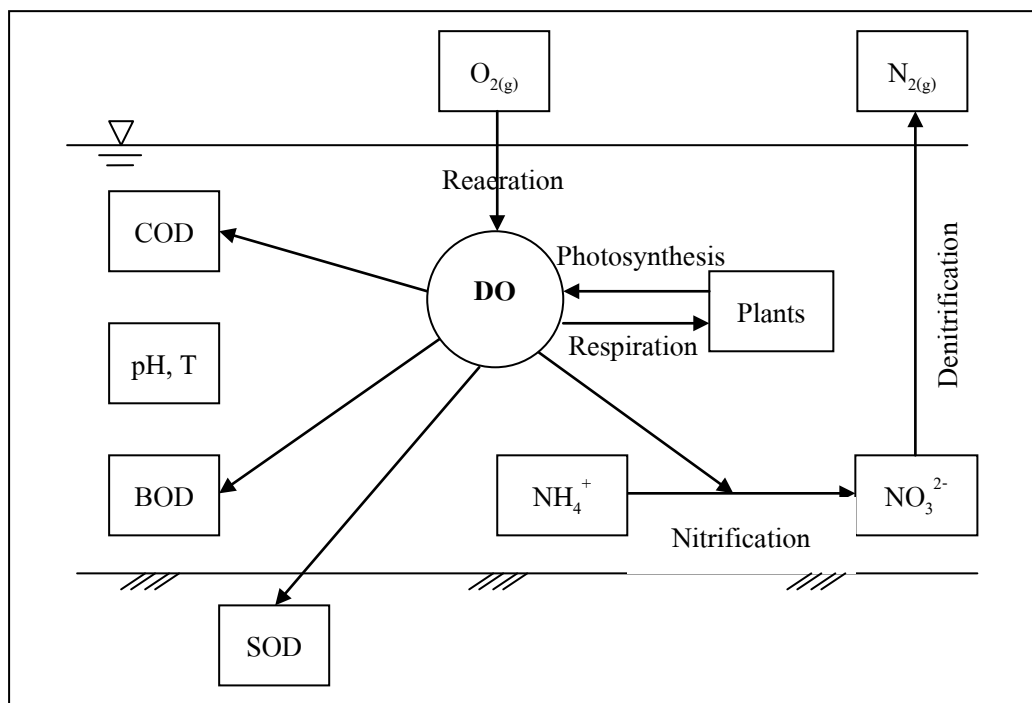 O2(g)
N2(g)
Reaeration
COD
Photosynthesis
DO
Plants
Respiration
Denitrification
pH, T
BOD
NH4+
NO32-
Nitrification
SOD